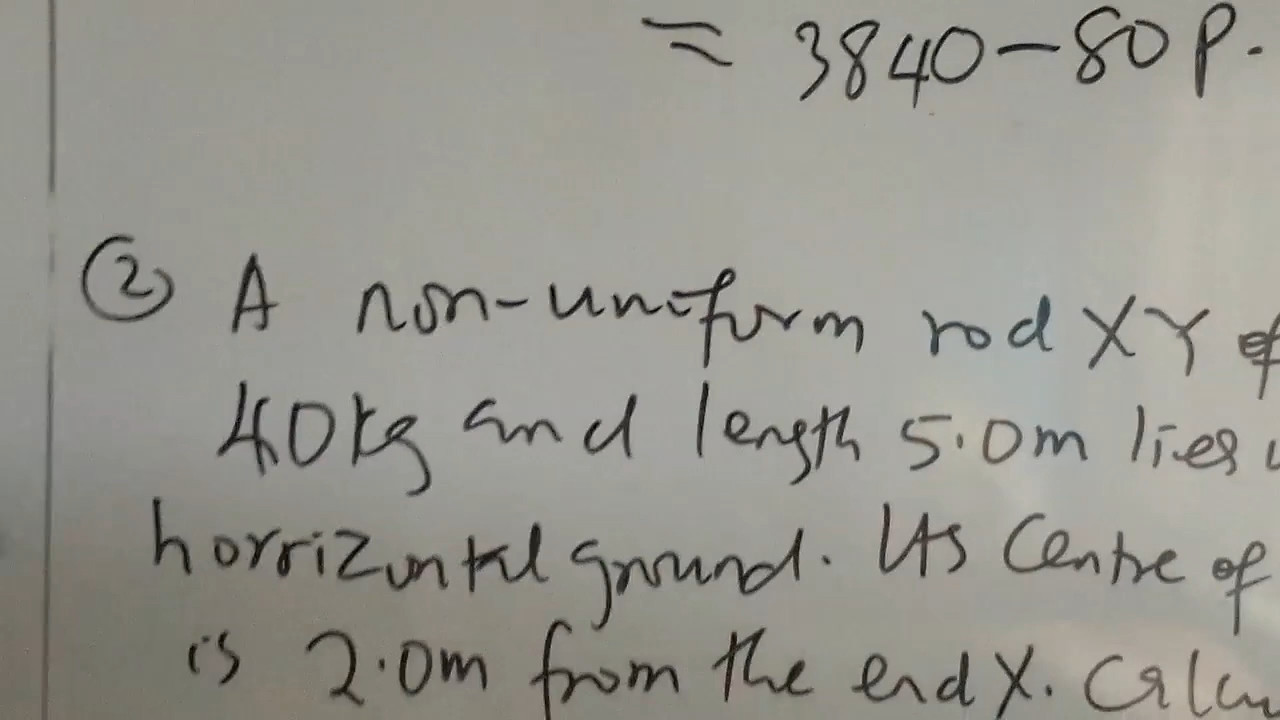 = 3840-80P.
② A non-uniform rod XY of
40kg and length 5.0m lies
horrizontal ground. Its Centre of
is 2.0m from the end X.